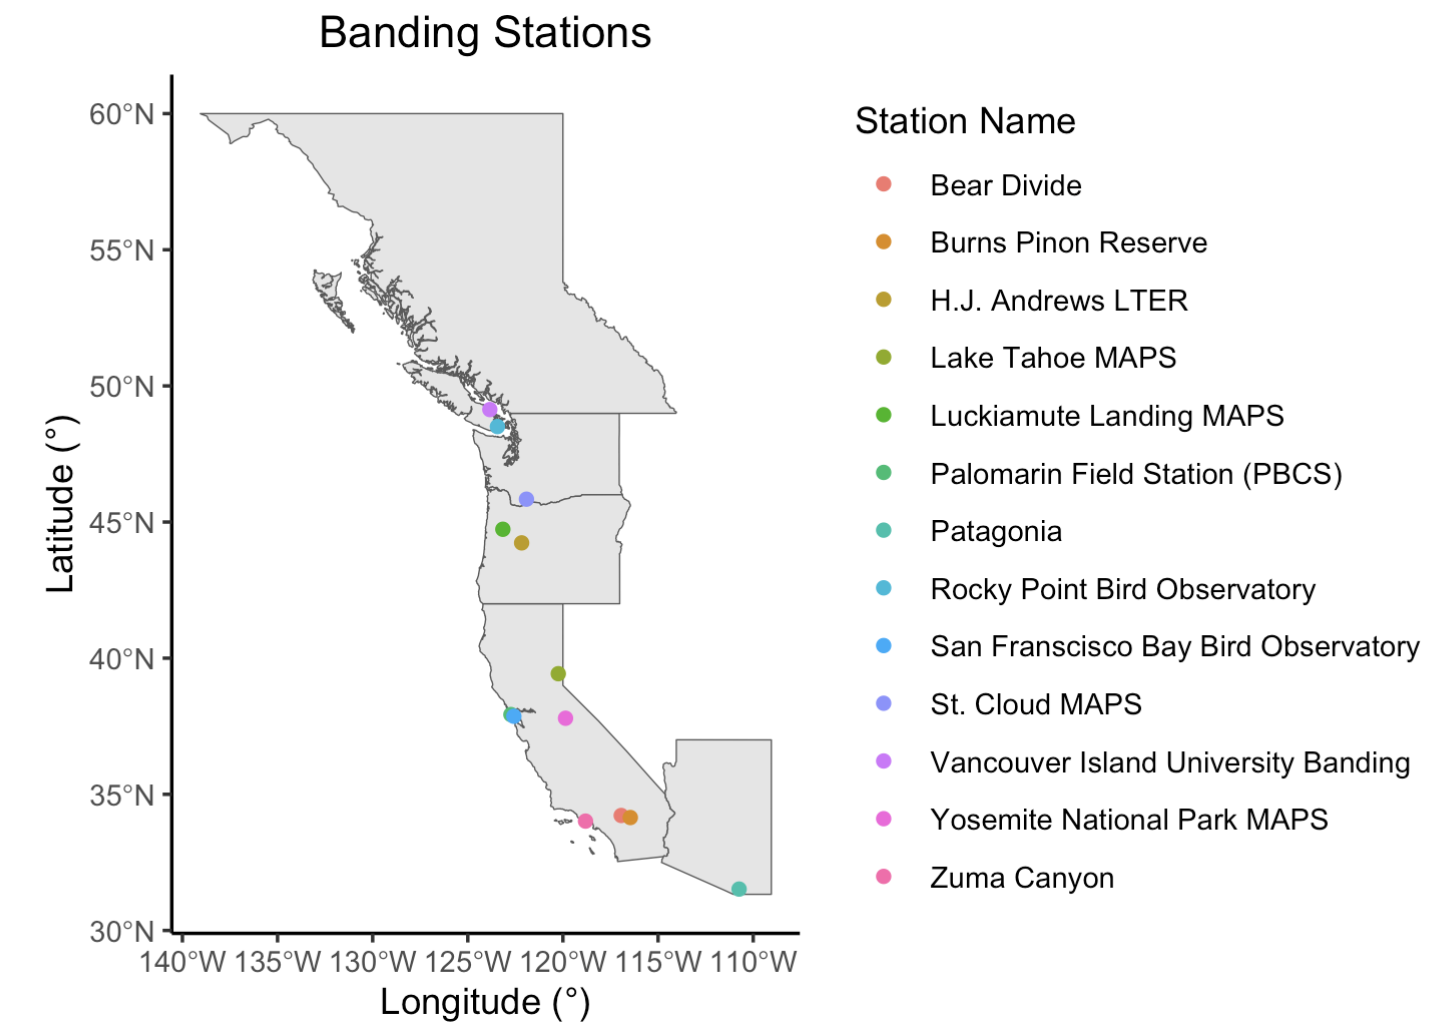 Banding Stations
60°N
55°N
50°N
45°N
40°N
35°N
30°N
Latitude (°)
140°W 135°W 130°W 125°W 120°W 115°W 110°W
Longitude (°)
Station Name
Bear Divide
Burns Pinon Reserve
H.J. Andrews LTER
Lake Tahoe MAPS
Luckiamute Landing MAPS
Palomarin Field Station (PBCS)
Patagonia
Rocky Point Bird Observatory
San Franscisco Bay Bird Observatory
St. Cloud MAPS
Vancouver Island University Banding
Yosemite National Park MAPS
Zuma Canyon